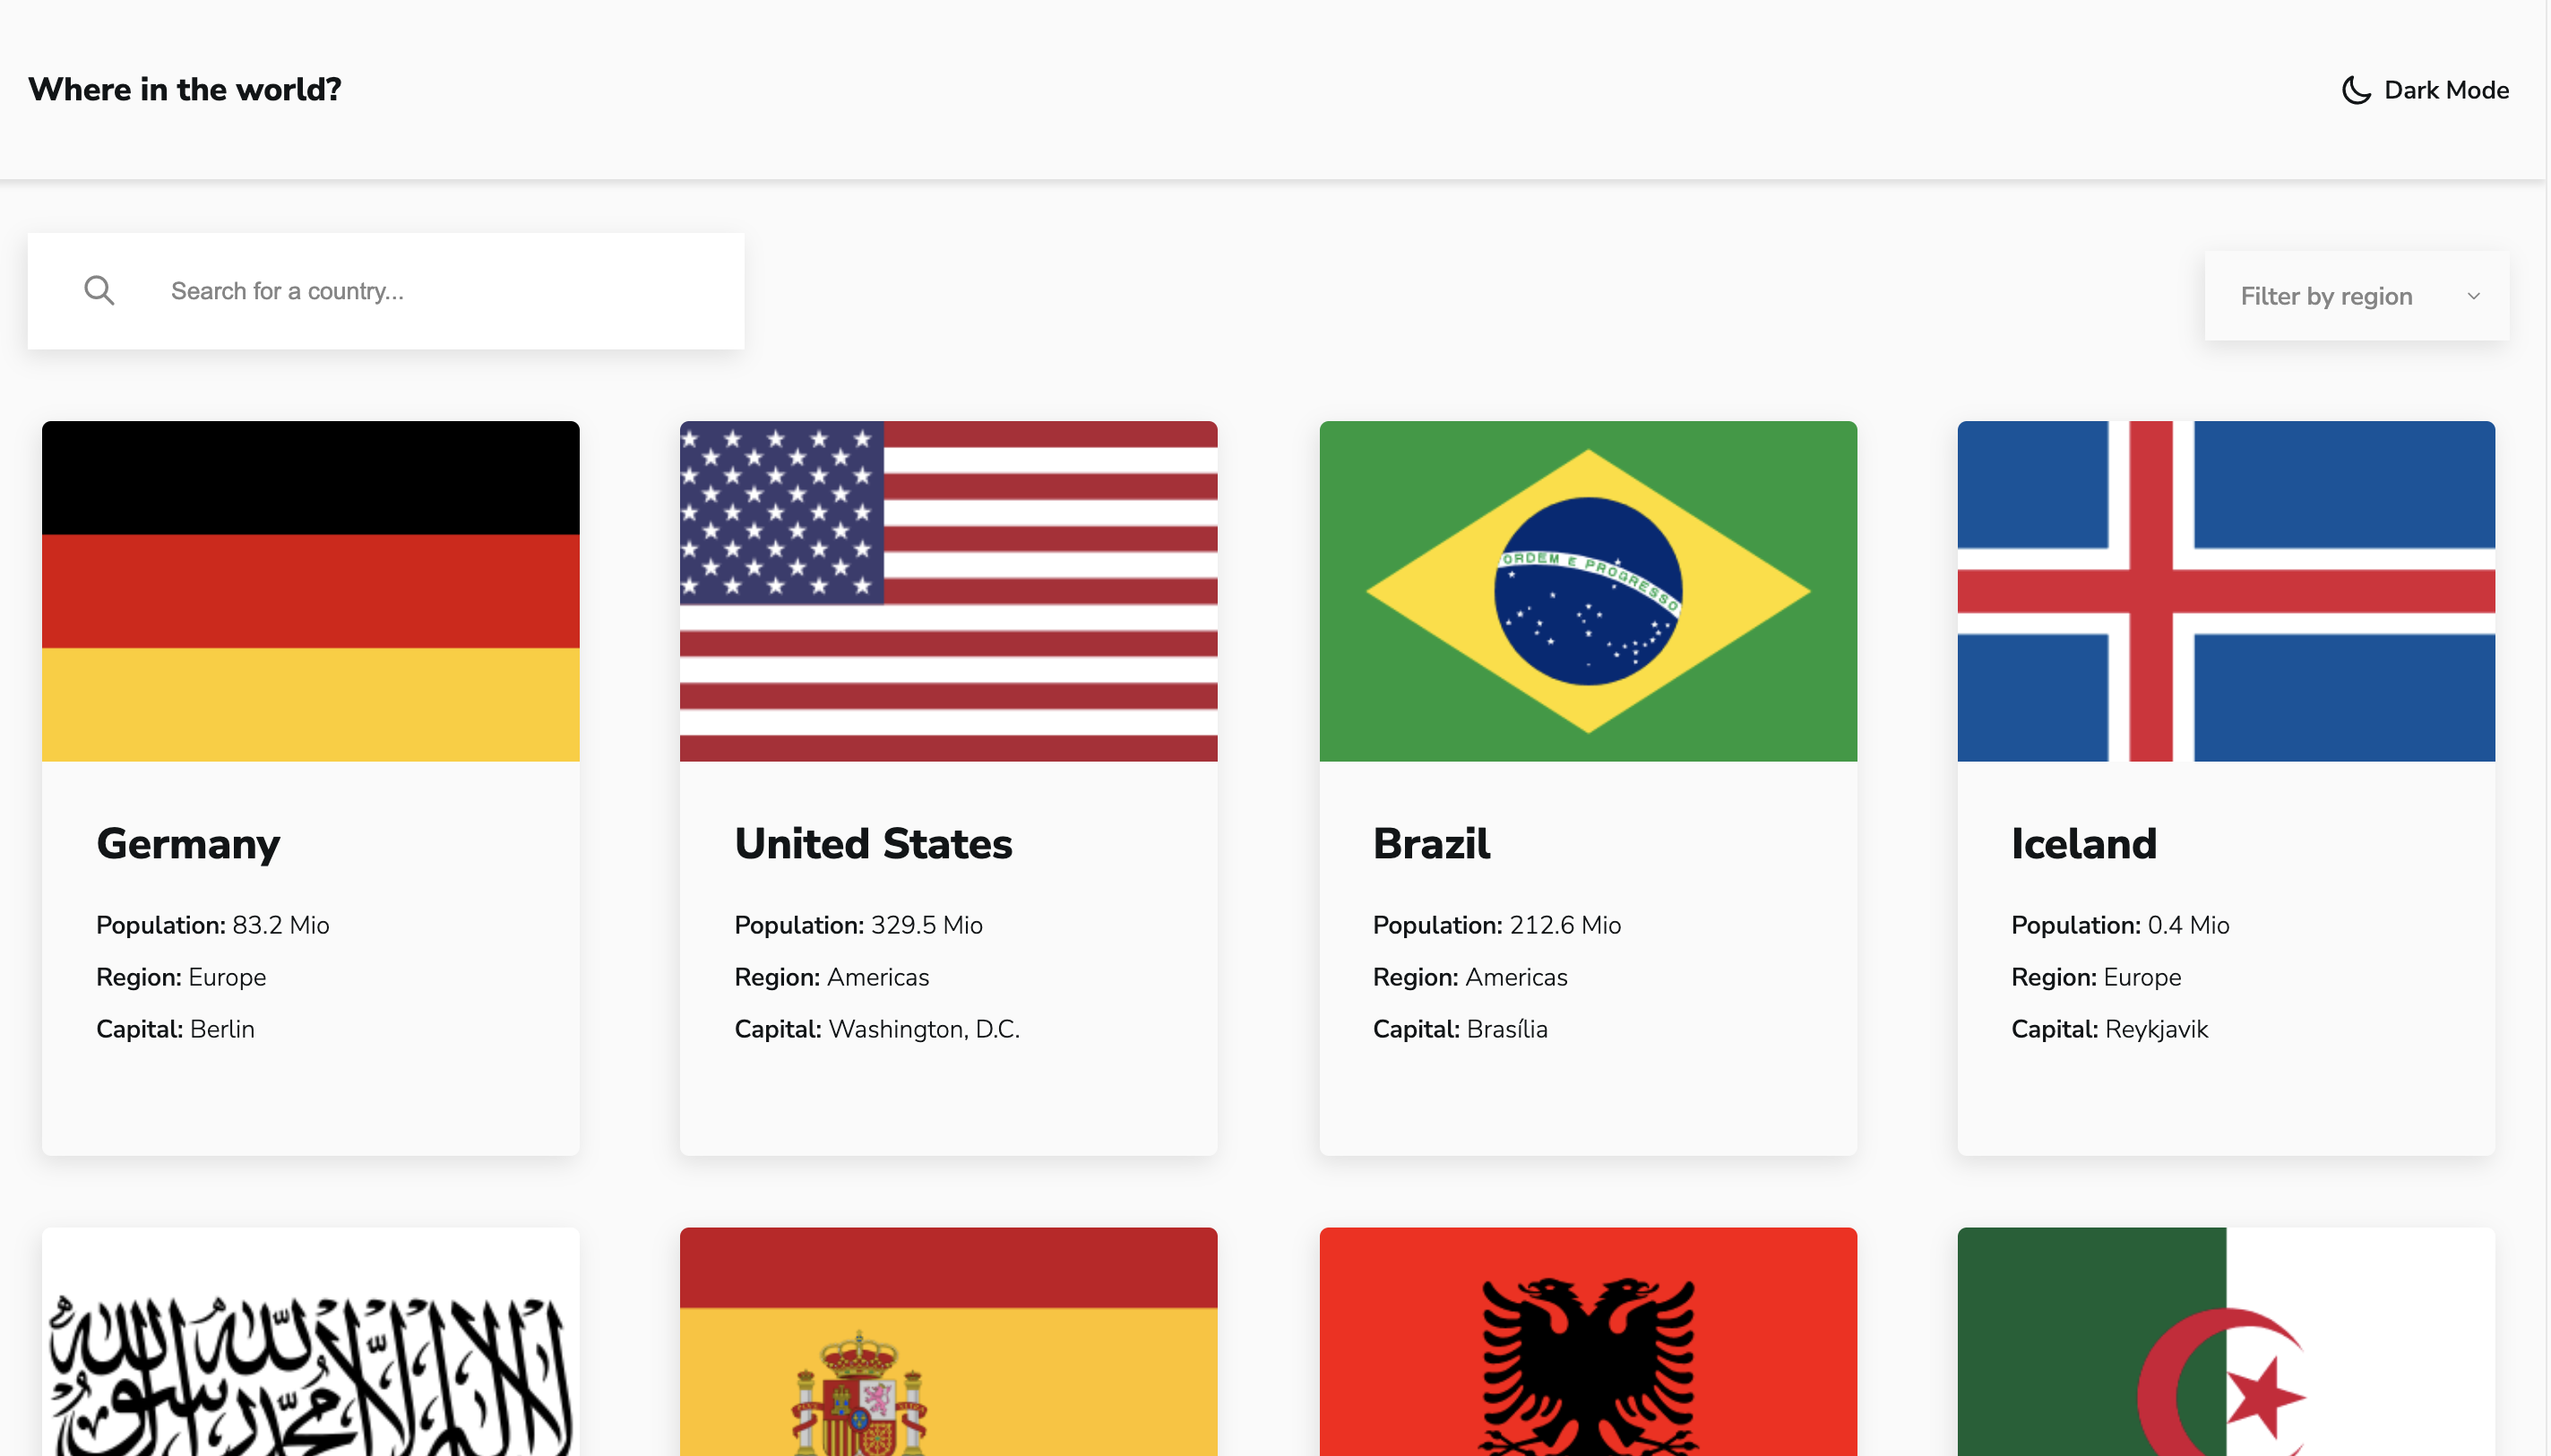 Where in the world?
Dark Mode
Search for a country...
Filter by region
ORDEM E PROGRESSO
Germany
Population: 83.2 Mio
Region: Europe
Capital: Berlin
United States
Population: 329.5 Mio
Region: Americas
Capital: Washington, D.C.
Brazil
Population: 212.6 Mio
Region: Americas
Capital: Brasília
Iceland
Population: 0.4 Mio
Region: Europe
Capital: Reykjavik
لا إله إلا الله محمد رسول الله